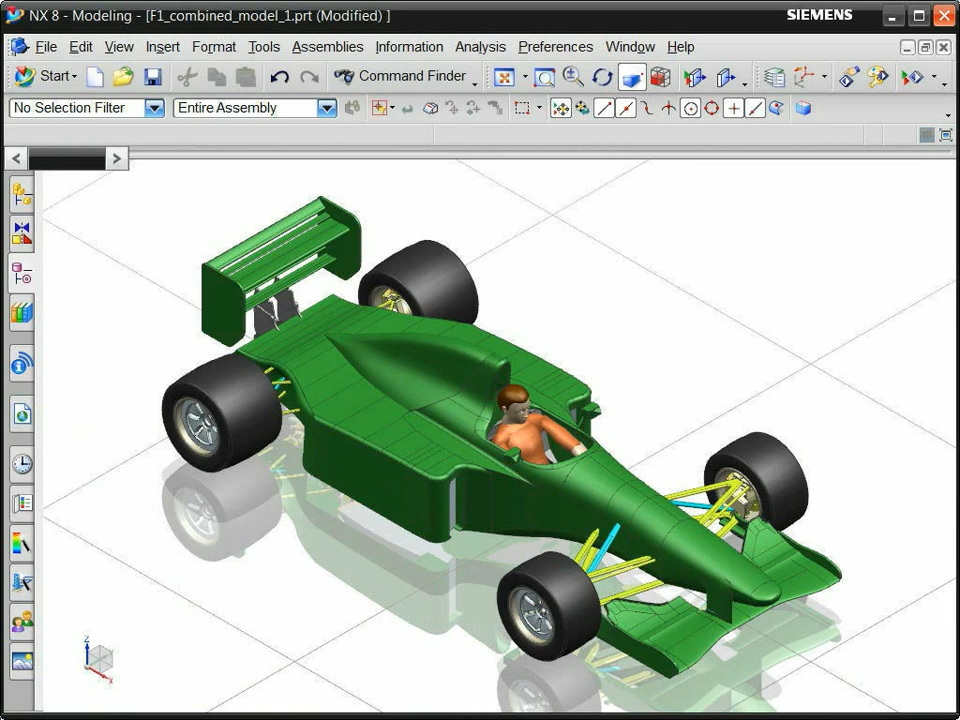 NX 8 - Modeling - [F1_combined_model_1.prt (Modified) ]
SIEMENS
File Edit View Insert Format Tools Assemblies Information Analysis Preferences Window Help
Start Command Finder
No Selection Filter Entire Assembly
Z
X